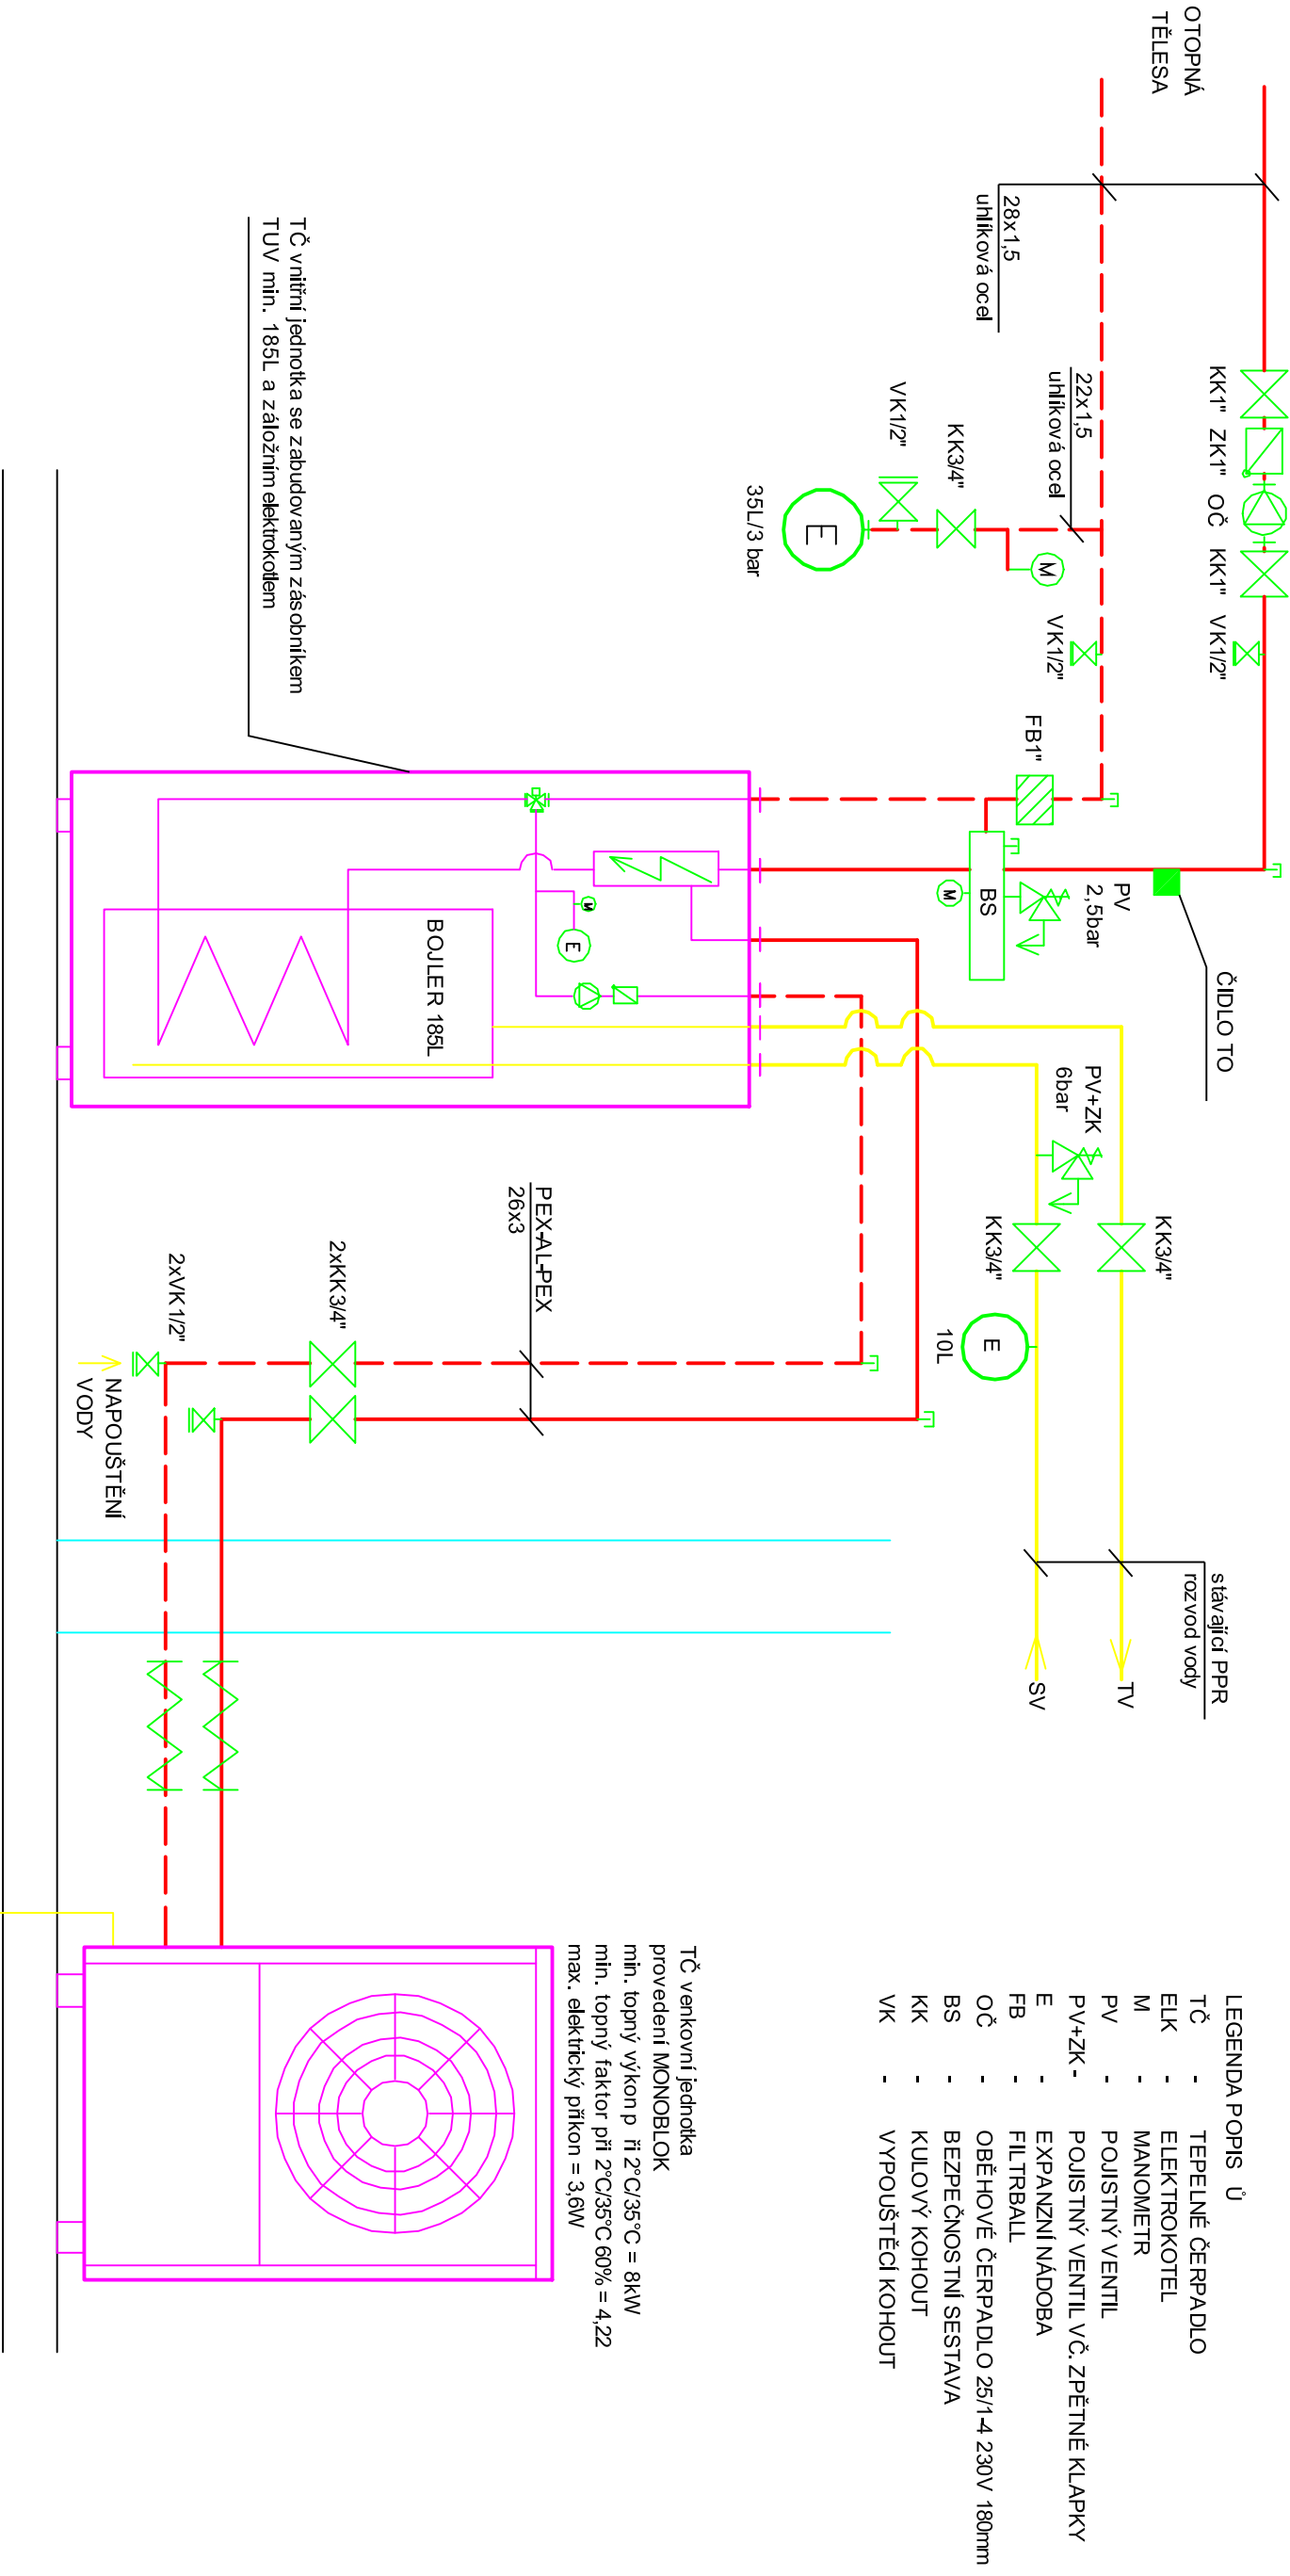 OTOPNÁ
TĚLESA
28x1,5
uhlíková ocel
KK1" ZK1" OČ KK1" VK1/2"
22x1,5
uhlíková ocel
VK1/2"
KK3/4"
M
VK1/2"
E
35L/3 bar
FB1"
BS
M
PV
2,5bar
ČIDLO TO
TČ vnitřní jednotka se zabudovaným zásobníkem
TUV min. 185L a záložním elektrokotlem
M
E
BOJLER 185L
PV+ZK
6bar
KK3/4"
KK3/4"
E
10L
stávající PPR
rozvod vody
TV
SV
PEX-AL-PEX
26x3
2xKK3/4"
2xVK1/2"
NAPOUŠTĚNÍ
VODY
TČ venkovní jednotka
provedení MONOBLOK
min. topný výkon p ři 2°C/35°C = 8kW
min. topný faktor při 2°C/35°C 60% = 4,22
max. elektrický příkon = 3,6W
LEGENDA POPIS Ů
TČ - TEPELNÉ ČERPADLO
ELK - ELEKTROKOTEL
M - MANOMETR
PV - POJISTNÝ VENTIL
PV+ZK - POJISTNÝ VENTIL VČ. ZPĚTNÉ KLAPKY
E - EXPANZNÍ NÁDOBA
FB - FILTRBALL
OČ - OBĚHOVÉ ČERPADLO 25/1-4 230V 180mm
BS - BEZPEČNOSTNÍ SESTAVA
KK - KULOVÝ KOHOUT
VK - VYPOUŠTĚCÍ KOHOUT